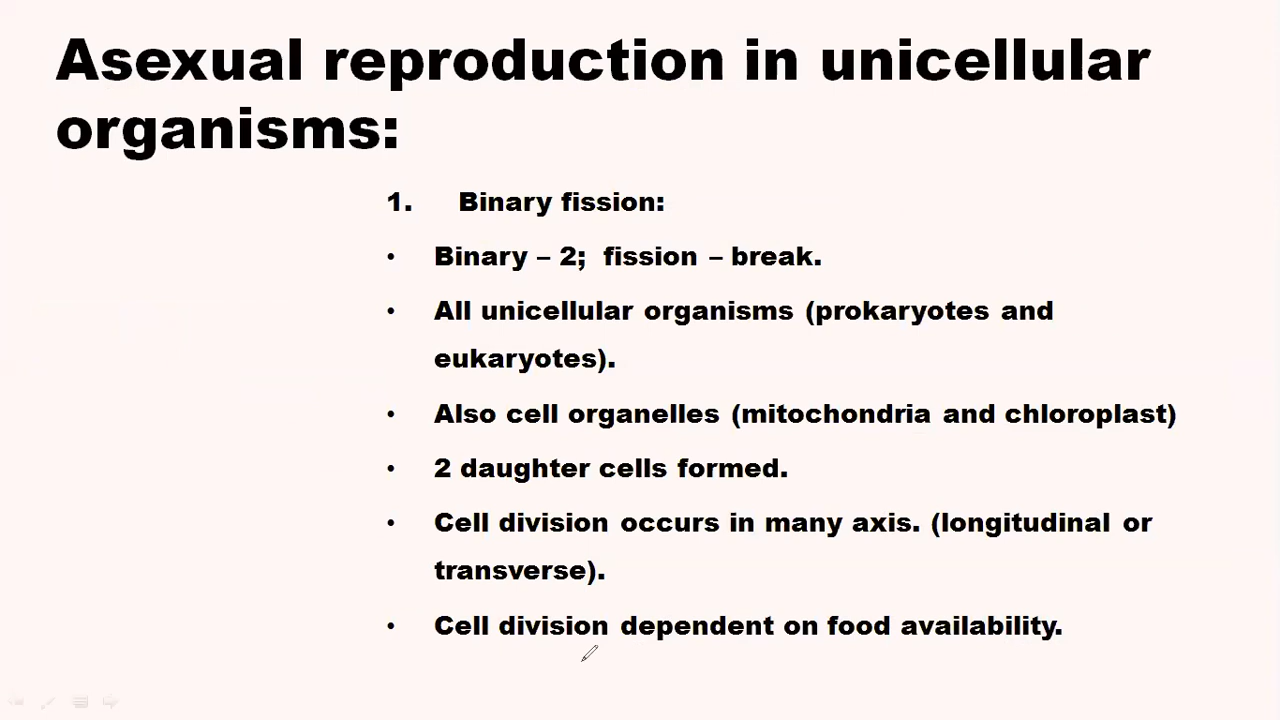 Asexual reproduction in unicellular
organisms:
1. Binary fission:
• Binary – 2; fission – break.
• All unicellular organisms (prokaryotes and
eukaryotes).
• Also cell organelles (mitochondria and chloroplast)
• 2 daughter cells formed.
• Cell division occurs in many axis. (longitudinal or
transverse).
• Cell division dependent on food availability.